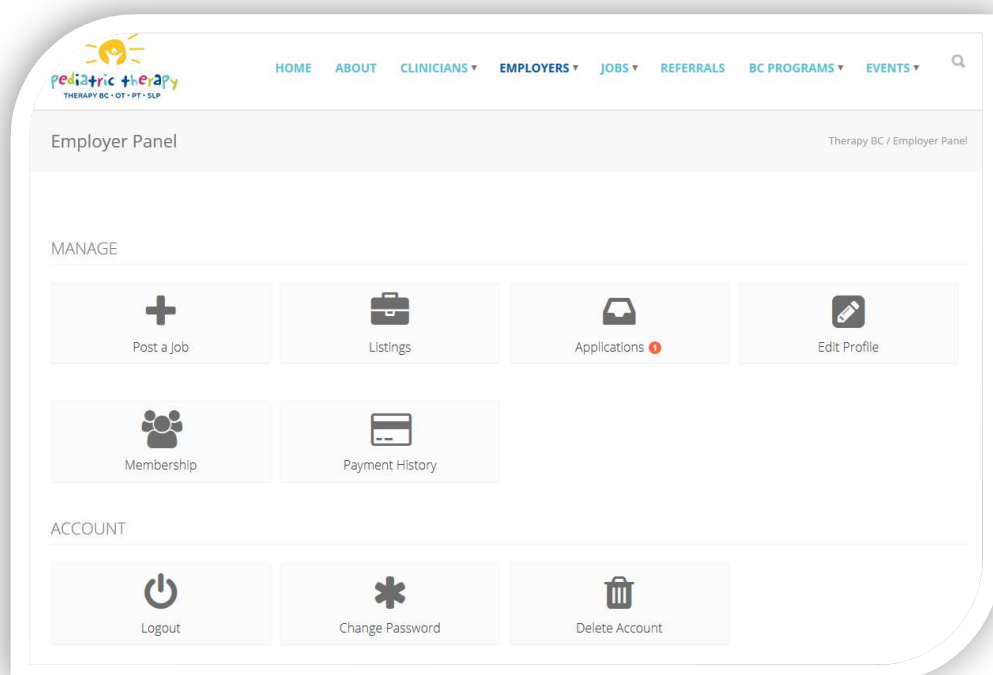 pediatric therapy
THERAPY BC • OT • PT • SLP
HOME ABOUT CLINICIANS ▾ EMPLOYERS ▾ JOBS ▾ REFERRALS BC PROGRAMS ▾ EVENTS ▾
Employer Panel
Therapy BC / Employer Panel
MANAGE
Post a Job
Listings
Applications 1
Edit Profile
Membership
Payment History
ACCOUNT
Logout
Change Password
Delete Account